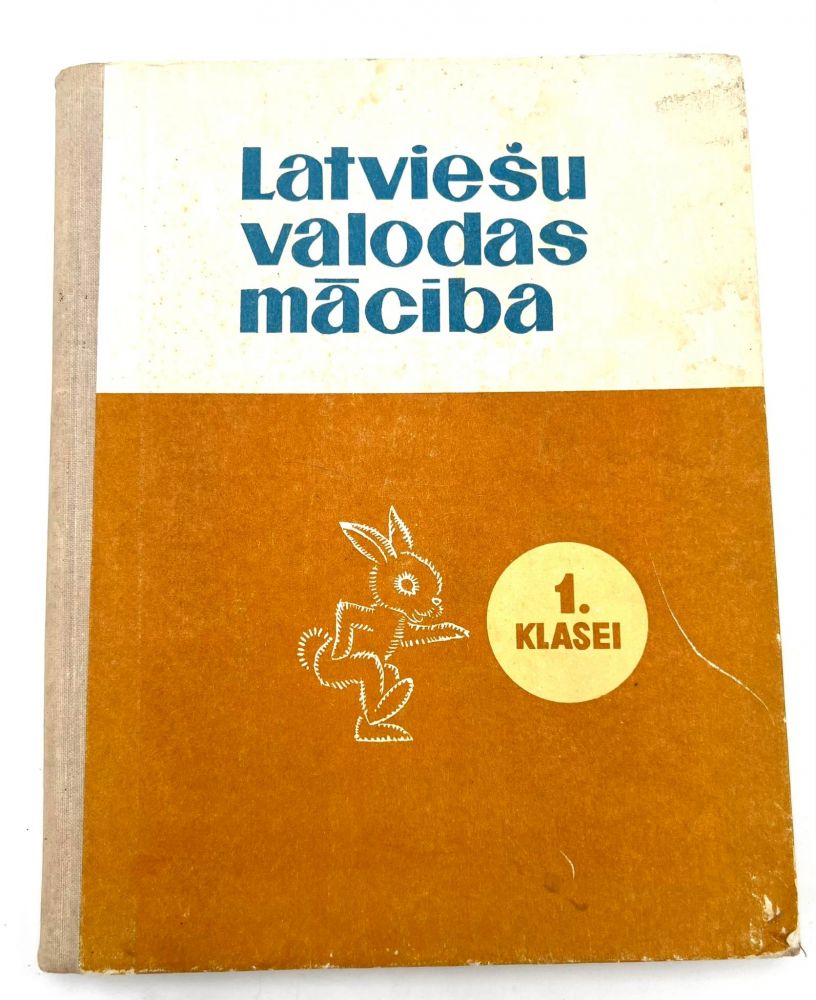 Latviešu
valodas
mācība
1.
KLASEI